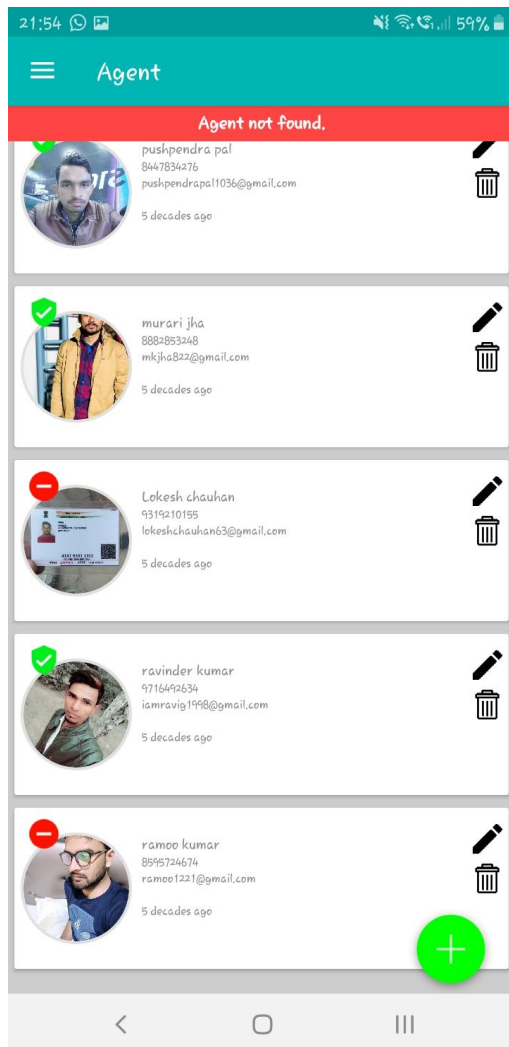 21:54
59%
Agent
Agent not found.
pushpendra pal
8447834276
pushpendrapal1036@gmail.com
5 decades ago
murari jha
8882853248
mkjha822@gmail.com
5 decades ago
Lokesh chauhan
9319210155
lokeshchauhan63@gmail.com
5 decades ago
ravinder kumar
9716492634
iamravig1998@gmail.com
5 decades ago
ramoo kumar
8595724674
ramoo1221@gmail.com
5 decades ago